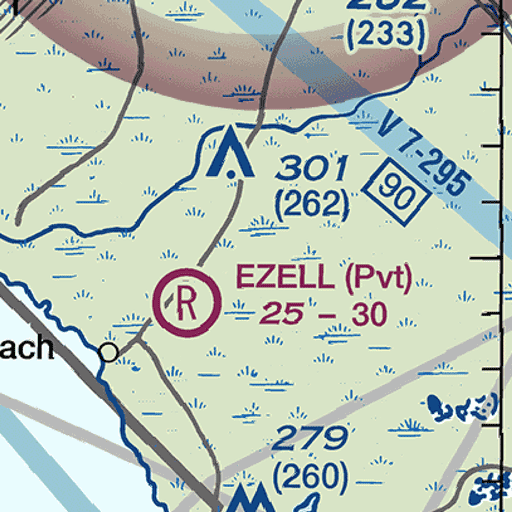 (233)
V 7-295
301
(262)
90
EZELL (Pvt)
R
25 - 30
ach
279
(260)